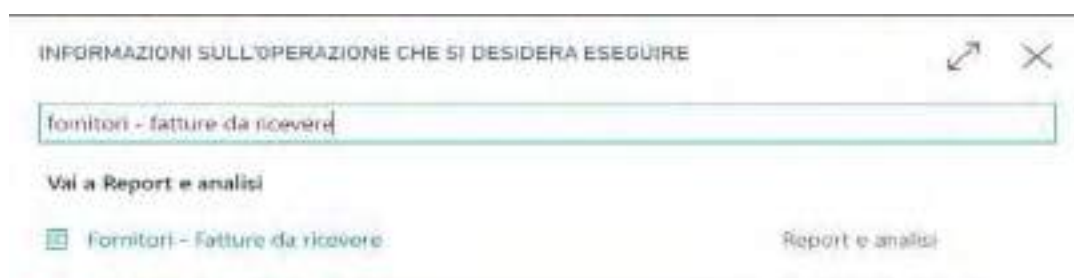 INFORMAZIONI SULL'OPERAZIONE CHE SI DESIDERA ESEGUIRE
fornitori - fatture da ricevere
Vai a Report e analisi
Fornitori - Fatture da ricevere Report e analisi